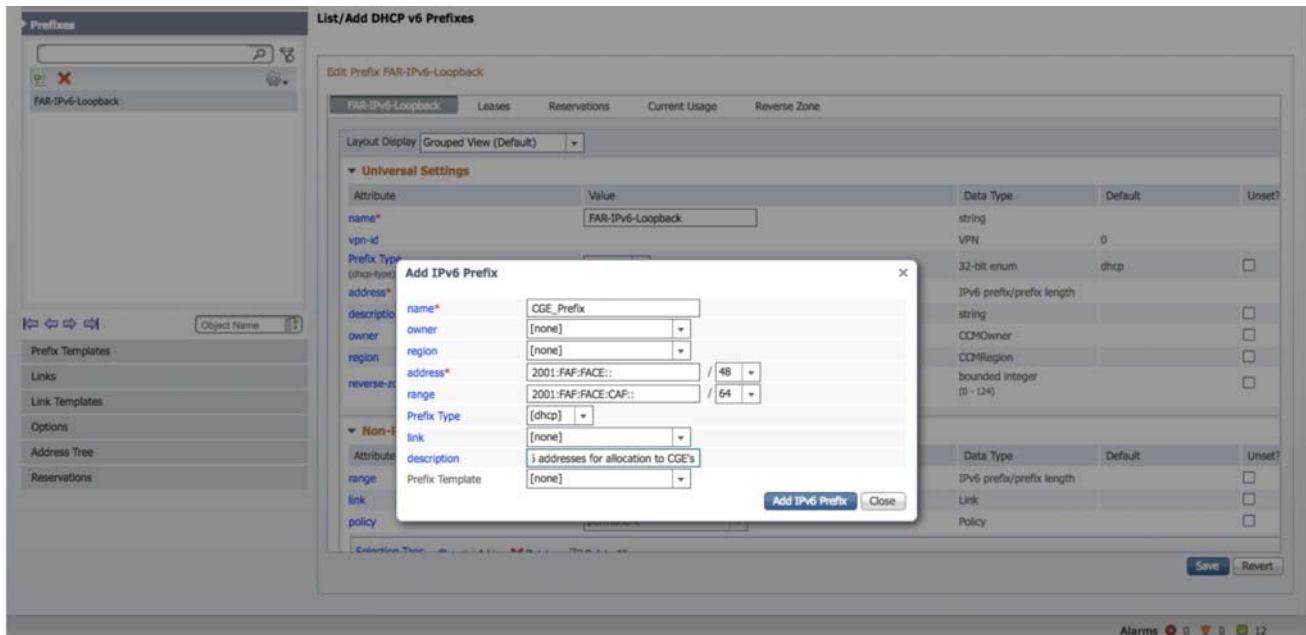 Prefixes
List/Add DHCP v6 Prefixes
FAR-IPv6-Loopback
Object Name
Prefix Templates
Links
Link Templates
Options
Address Tree
Reservations
Edit Prefix FAR-IPv6-Loopback
FAR-IPv6-Loopback Leases Reservations Current Usage Reverse Zone
Layout Display Grouped View (Default)
Universal Settings
Attribute Value Data Type Default Unset?
name* FAR-IPv6-Loopback string
vpn-id VPN 0
Prefix Type
(dhcp-type) 32-bit enum dhcp
address* IPv6 prefix/prefix length
descriptio string
owner CCMOwner
region CCMRegion
reverse-zo bounded integer
(0 - 124)
Non-P
Attribute Data Type Default Unset?
range IPv6 prefix/prefix length
link Link
policy Policy
Add IPv6 Prefix
name* CGE_Prefix
owner [none]
region [none]
address* 2001:FAF:FACE:: / 48
range 2001:FAF:FACE:CAF:: / 64
Prefix Type [dhcp]
link [none]
description addresses for allocation to CGE's
Prefix Template [none]
Add IPv6 Prefix Close
Save Revert
Alarms 0 0 12